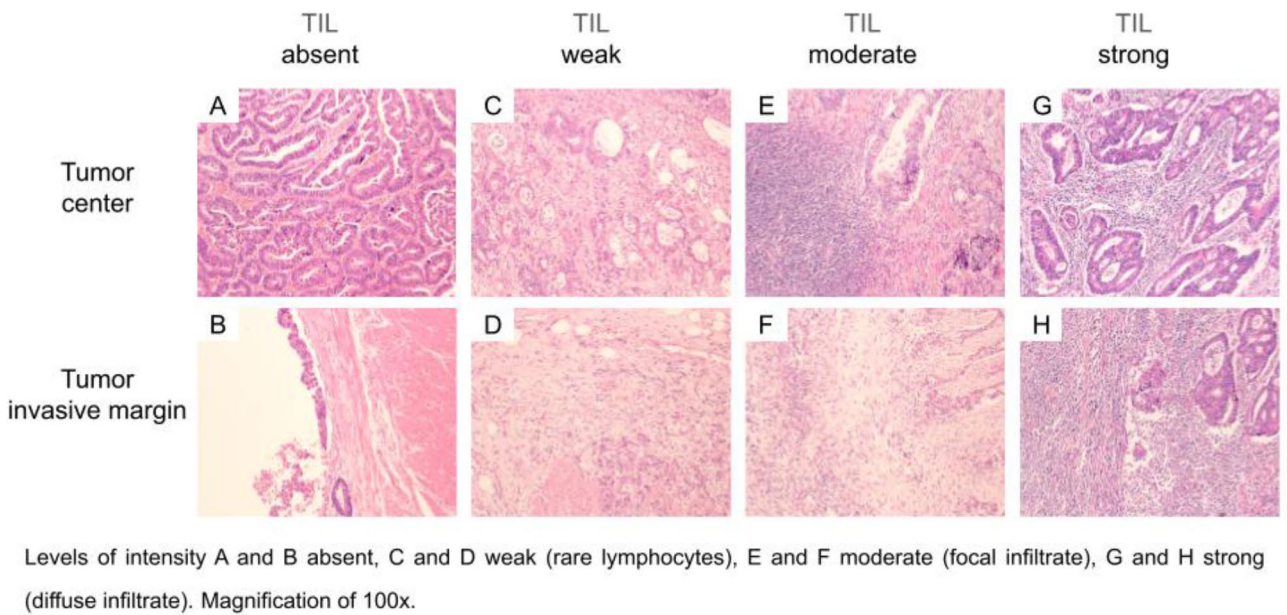 TIL TIL TIL TIL
absent weak moderate strong
A C E G
Tumor
center
B D F H
Tumor
invasive margin
Levels of intensity A and B absent, C and D weak (rare lymphocytes), E and F moderate (focal infiltrate), G and H strong
(diffuse infiltrate). Magnification of 100x.